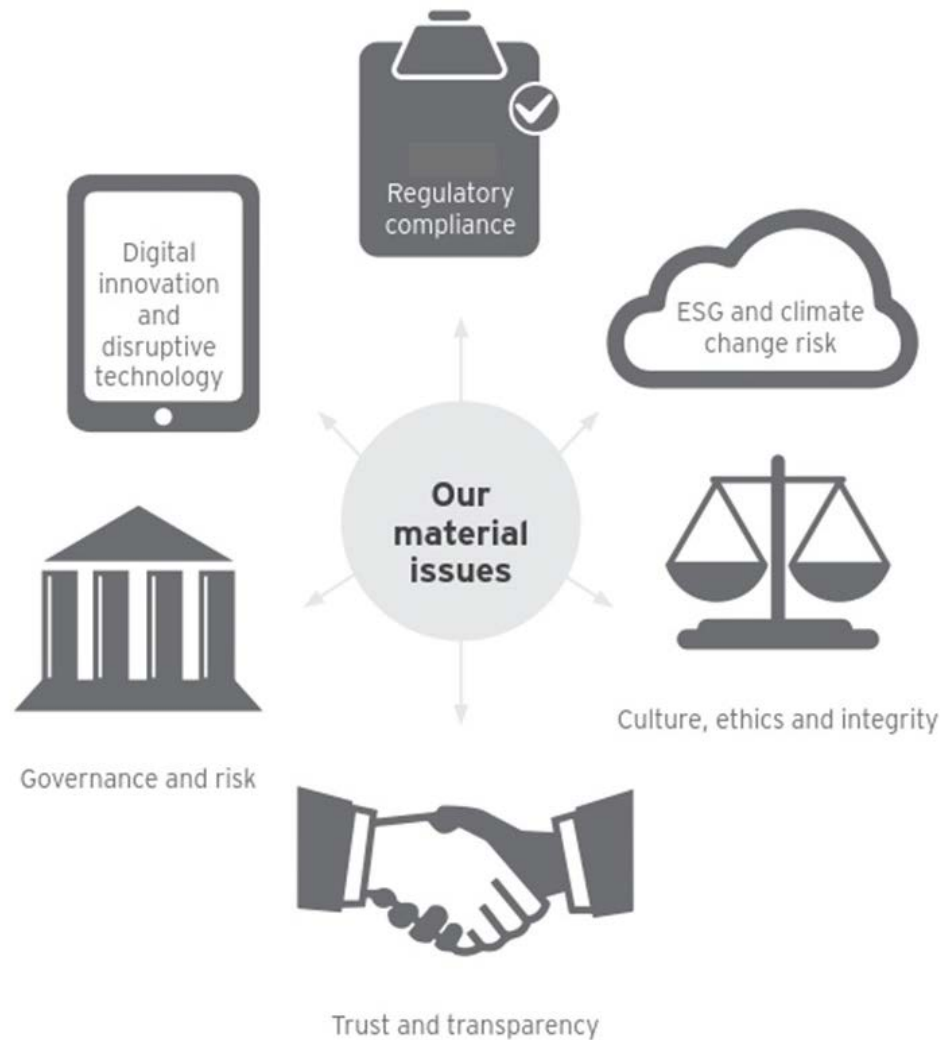 Regulatory
compliance
Digital
innovation
and
disruptive
technology
ESG and climate
change risk
Our
material
issues
Culture, ethics and integrity
Governance and risk
Trust and transparency